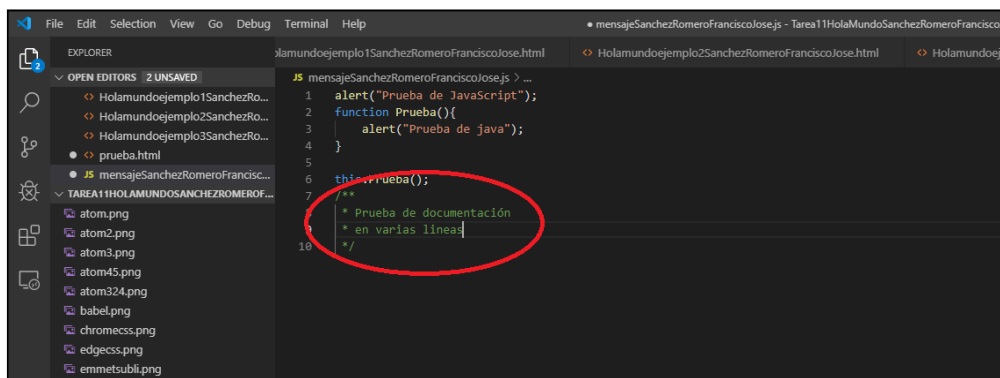 File Edit Selection View Go Debug Terminal Help
● mensajeSanchezRomeroFranciscoJose.js - Tarea11HolaMundoSanchezRomeroFrancisco
EXPLORER
lamundoejemplo1SanchezRomeroFranciscoJose.html
Holamundoejemplo2SanchezRomeroFranciscoJose.html
Holamundoej
2
OPEN EDITORS 2 UNSAVED
Holamundoejemplo1SanchezRo...
Holamundoejemplo2SanchezRo...
Holamundoejemplo3SanchezRo...
prueba.html
JS mensajeSanchezRomeroFrancisc...
TAREA11HOLAMUNDOSANCHEZROMEROF...
atom.png
atom2.png
atom3.png
atom45.png
atom324.png
babel.png
chromecss.png
edgecss.png
emmetsubli.png
JS mensajeSanchezRomeroFranciscoJose.js > ...
1 alert("Prueba de JavaScript");
2 function Prueba(){
3 alert("Prueba de java");
4 }
5
6 this.Prueba();
7 /**
8 * Prueba de documentación
9 * en varias lineas
10 */